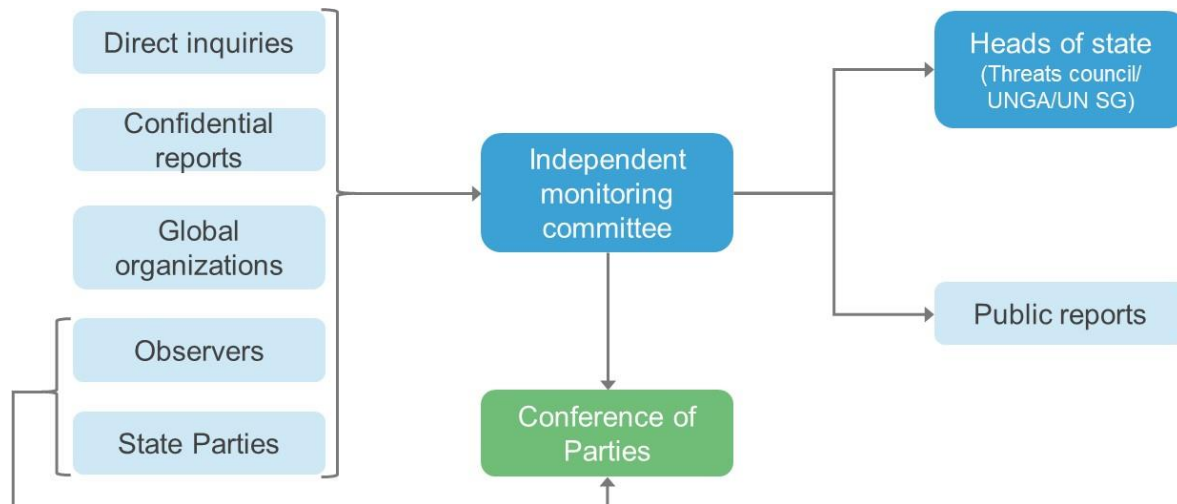 Direct inquiries
Confidential
reports
Global
organizations
Observers
State Parties
Independent
monitoring
committee
Conference of
Parties
Heads of state
(Threats council/
UNGA/UN SG)
Public reports